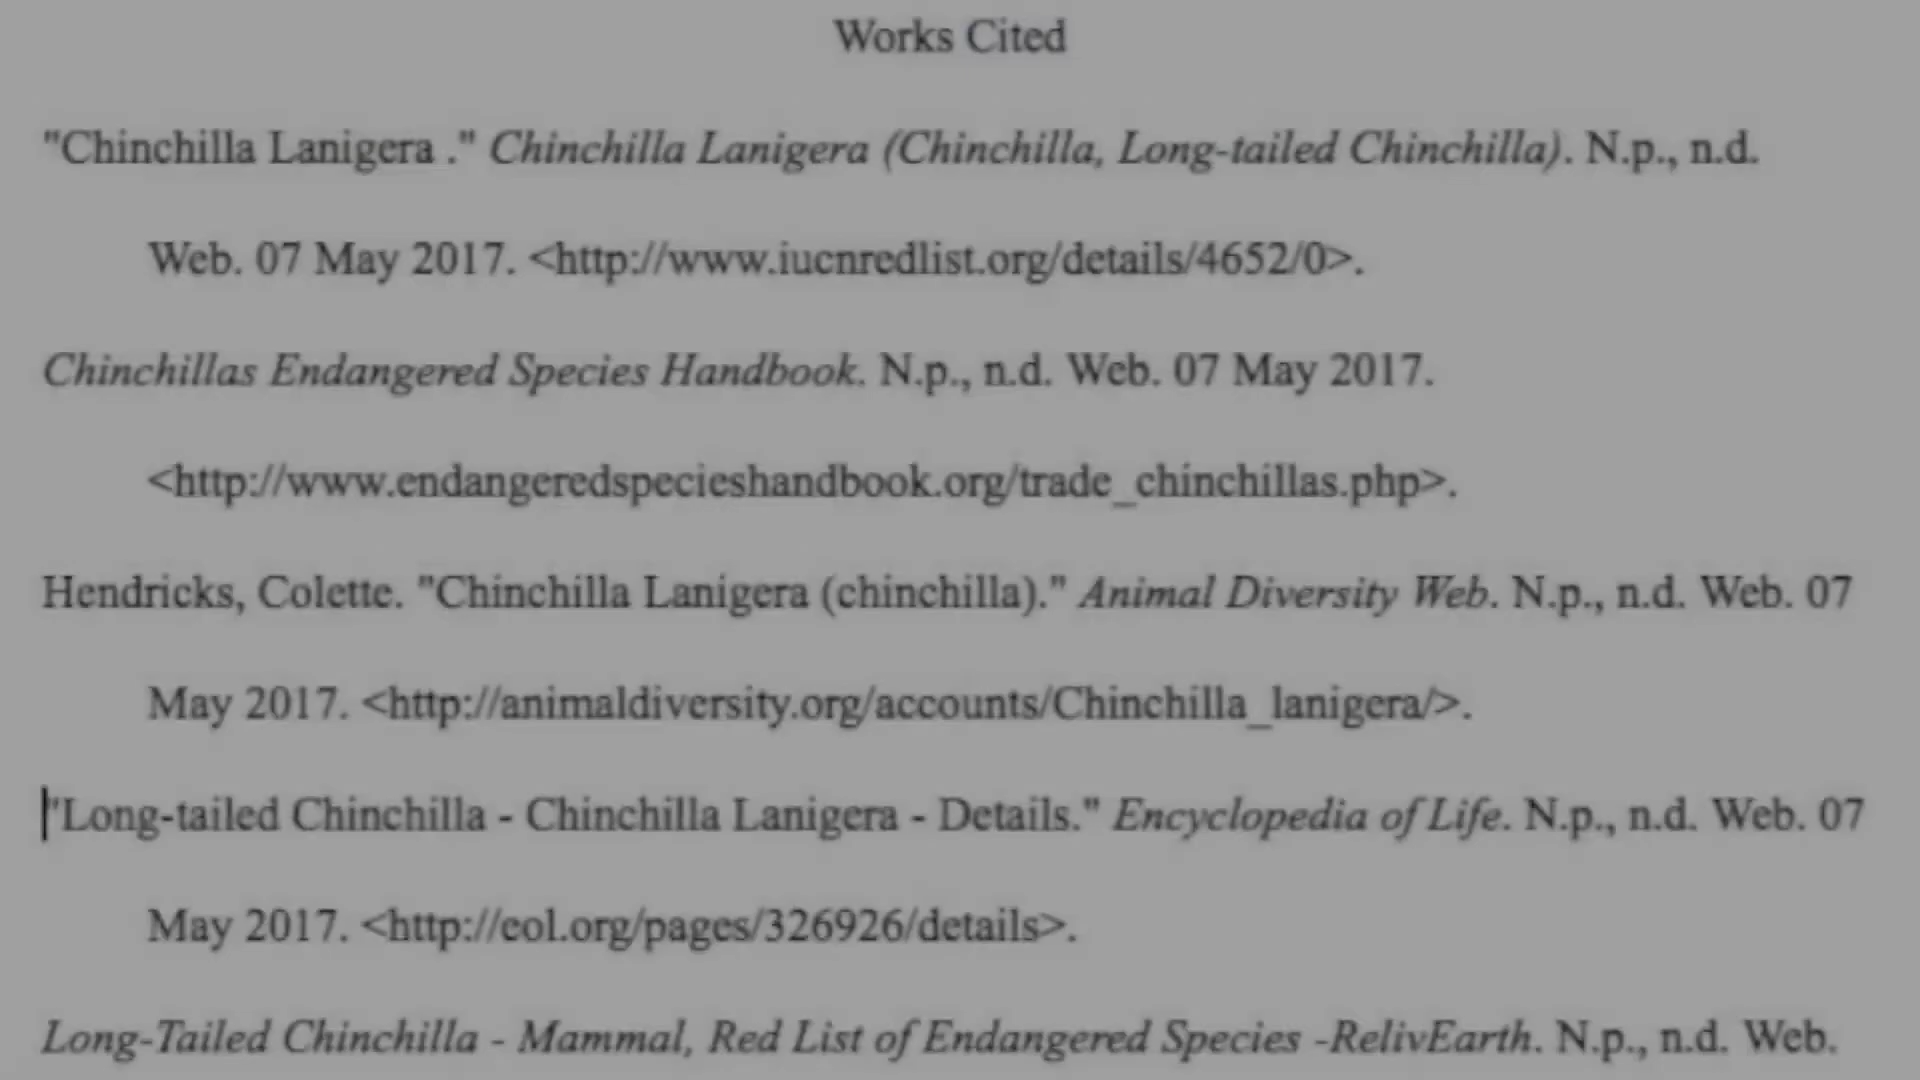 Works Cited
"Chinchilla Lanigera ." Chinchilla Lanigera (Chinchilla, Long-tailed Chinchilla). N.p., n.d.
Web. 07 May 2017. <http://www.iucnredlist.org/details/4652/0>.
Chinchillas Endangered Species Handbook. N.p., n.d. Web. 07 May 2017.
<http://www.endangeredspecieshandbook.org/trade_chinchillas.php>.
Hendricks, Colette. "Chinchilla Lanigera (chinchilla)." Animal Diversity Web. N.p., n.d. Web. 07
May 2017. <http://animaldiversity.org/accounts/Chinchilla_lanigera/>.
"Long-tailed Chinchilla - Chinchilla Lanigera - Details." Encyclopedia of Life. N.p., n.d. Web. 07
May 2017. <http://eol.org/pages/326926/details>.
Long-Tailed Chinchilla - Mammal, Red List of Endangered Species -RelivEarth. N.p., n.d. Web.